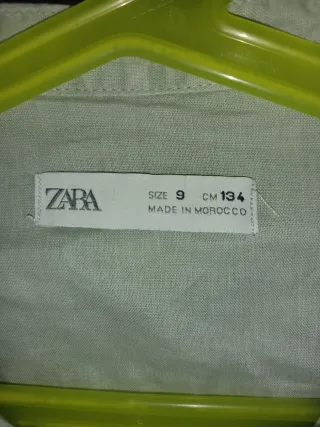 ZARA
SIZE 9 CM 134
MADE IN MOROCCO